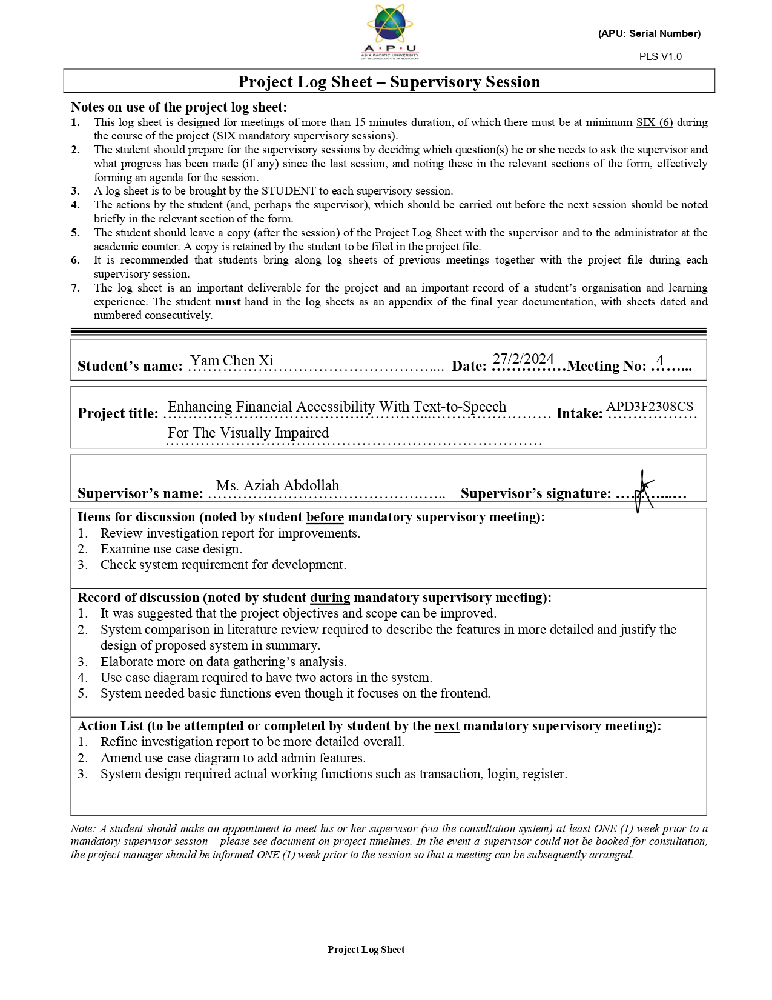 A·P·U
ASIA PACIFIC UNIVERSITY
OF TECHNOLOGY & INNOVATION
(APU: Serial Number)
PLS V1.0
Project Log Sheet – Supervisory Session
Notes on use of the project log sheet:
1. This log sheet is designed for meetings of more than 15 minutes duration, of which there must be at minimum SIX (6) during
the course of the project (SIX mandatory supervisory sessions).
2. The student should prepare for the supervisory sessions by deciding which question(s) he or she needs to ask the supervisor and
what progress has been made (if any) since the last session, and noting these in the relevant sections of the form, effectively
forming an agenda for the session.
3. A log sheet is to be brought by the STUDENT to each supervisory session.
4. The actions by the student (and, perhaps the supervisor), which should be carried out before the next session should be noted
briefly in the relevant section of the form.
5. The student should leave a copy (after the session) of the Project Log Sheet with the supervisor and to the administrator at the
academic counter. A copy is retained by the student to be filed in the project file.
6. It is recommended that students bring along log sheets of previous meetings together with the project file during each
supervisory session.
7. The log sheet is an important deliverable for the project and an important record of a student’s organisation and learning
experience. The student must hand in the log sheets as an appendix of the final year documentation, with sheets dated and
numbered consecutively.
Student’s name: Yam Chen Xi Date: 27/2/2024 Meeting No: 4
Project title: Enhancing Financial Accessibility With Text-to-Speech Intake: APD3F2308CS
For The Visually Impaired
Supervisor’s name: Ms. Aziah Abdollah Supervisor’s signature:
Items for discussion (noted by student before mandatory supervisory meeting):
1. Review investigation report for improvements.
2. Examine use case design.
3. Check system requirement for development.
Record of discussion (noted by student during mandatory supervisory meeting):
1. It was suggested that the project objectives and scope can be improved.
2. System comparison in literature review required to describe the features in more detailed and justify the
design of proposed system in summary.
3. Elaborate more on data gathering’s analysis.
4. Use case diagram required to have two actors in the system.
5. System needed basic functions even though it focuses on the frontend.
Action List (to be attempted or completed by student by the next mandatory supervisory meeting):
1. Refine investigation report to be more detailed overall.
2. Amend use case diagram to add admin features.
3. System design required actual working functions such as transaction, login, register.
Note: A student should make an appointment to meet his or her supervisor (via the consultation system) at least ONE (1) week prior to a
mandatory supervisor session – please see document on project timelines. In the event a supervisor could not be booked for consultation,
the project manager should be informed ONE (1) week prior to the session so that a meeting can be subsequently arranged.
Project Log Sheet